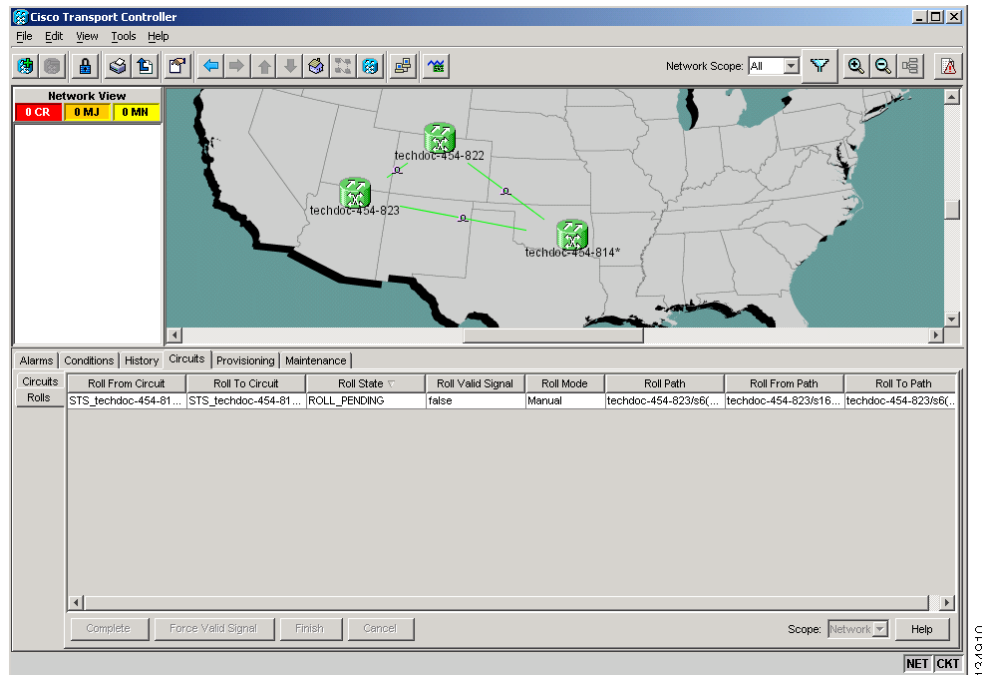 Cisco Transport Controller
File Edit View Tools Help
Network Scope: All
Network View
0 CR 0 MJ 0 MN
techdoc-454-822
techdoc-454-823
techdoc-454-814*
Alarms Conditions History Circuits Provisioning Maintenance
Circuits
Rolls
Roll From Circuit Roll To Circuit Roll State Roll Valid Signal Roll Mode Roll Path Roll From Path Roll To Path
STS_techdoc-454-81... STS_techdoc-454-81... ROLL_PENDING false Manual techdoc-454-823/s6(... techdoc-454-823/s16... techdoc-454-823/s6(..
Complete Force Valid Signal Finish Cancel Scope: Network Help
NET CKT
134910